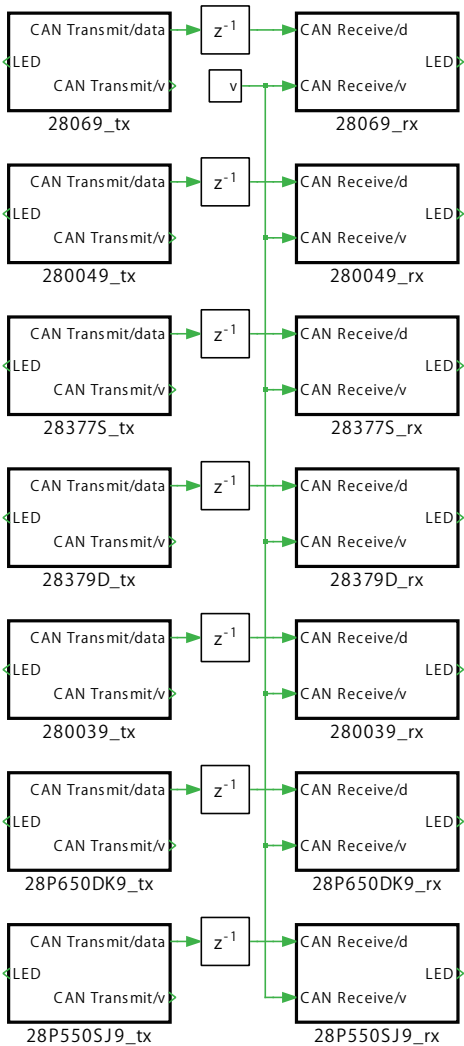 CAN Transmit/data
z-1
CAN Receive/d
LED
LED
CAN Transmit/v
v
CAN Receive/v
28069_tx
28069_rx
CAN Transmit/data
z-1
CAN Receive/d
LED
LED
CAN Transmit/v
CAN Receive/v
280049_tx
280049_rx
CAN Transmit/data
z-1
CAN Receive/d
LED
LED
CAN Transmit/v
CAN Receive/v
28377S_tx
28377S_rx
CAN Transmit/data
z-1
CAN Receive/d
LED
LED
CAN Transmit/v
CAN Receive/v
28379D_tx
28379D_rx
CAN Transmit/data
z-1
CAN Receive/d
LED
LED
CAN Transmit/v
CAN Receive/v
280039_tx
280039_rx
CAN Transmit/data
z-1
CAN Receive/d
LED
LED
CAN Transmit/v
CAN Receive/v
28P650DK9_tx
28P650DK9_rx
CAN Transmit/data
z-1
CAN Receive/d
LED
LED
CAN Transmit/v
CAN Receive/v
28P550SJ9_tx
28P550SJ9_rx